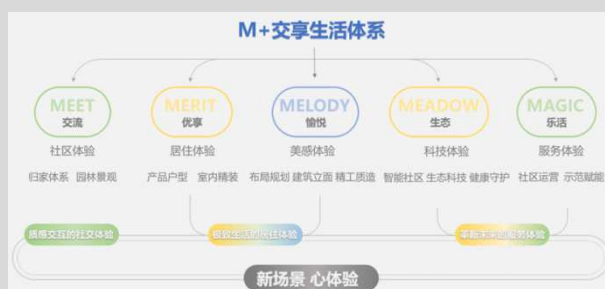 M+交享生活体系
MEET MERIT MELODY MEADOW MAGIC
交流 优享 愉悦 生态 乐活
社区体验 居住体验 美感体验 科技体验 服务体验
归家体系 园林景观 产品户型 室内精装 布局规划 建筑立面 精工质造 智能社区 生态科技 健康守护 社区运营 示范赋能
质感交互的社交体验 极致生活的居住体验 革新未来的服务体验
新场景 心体验